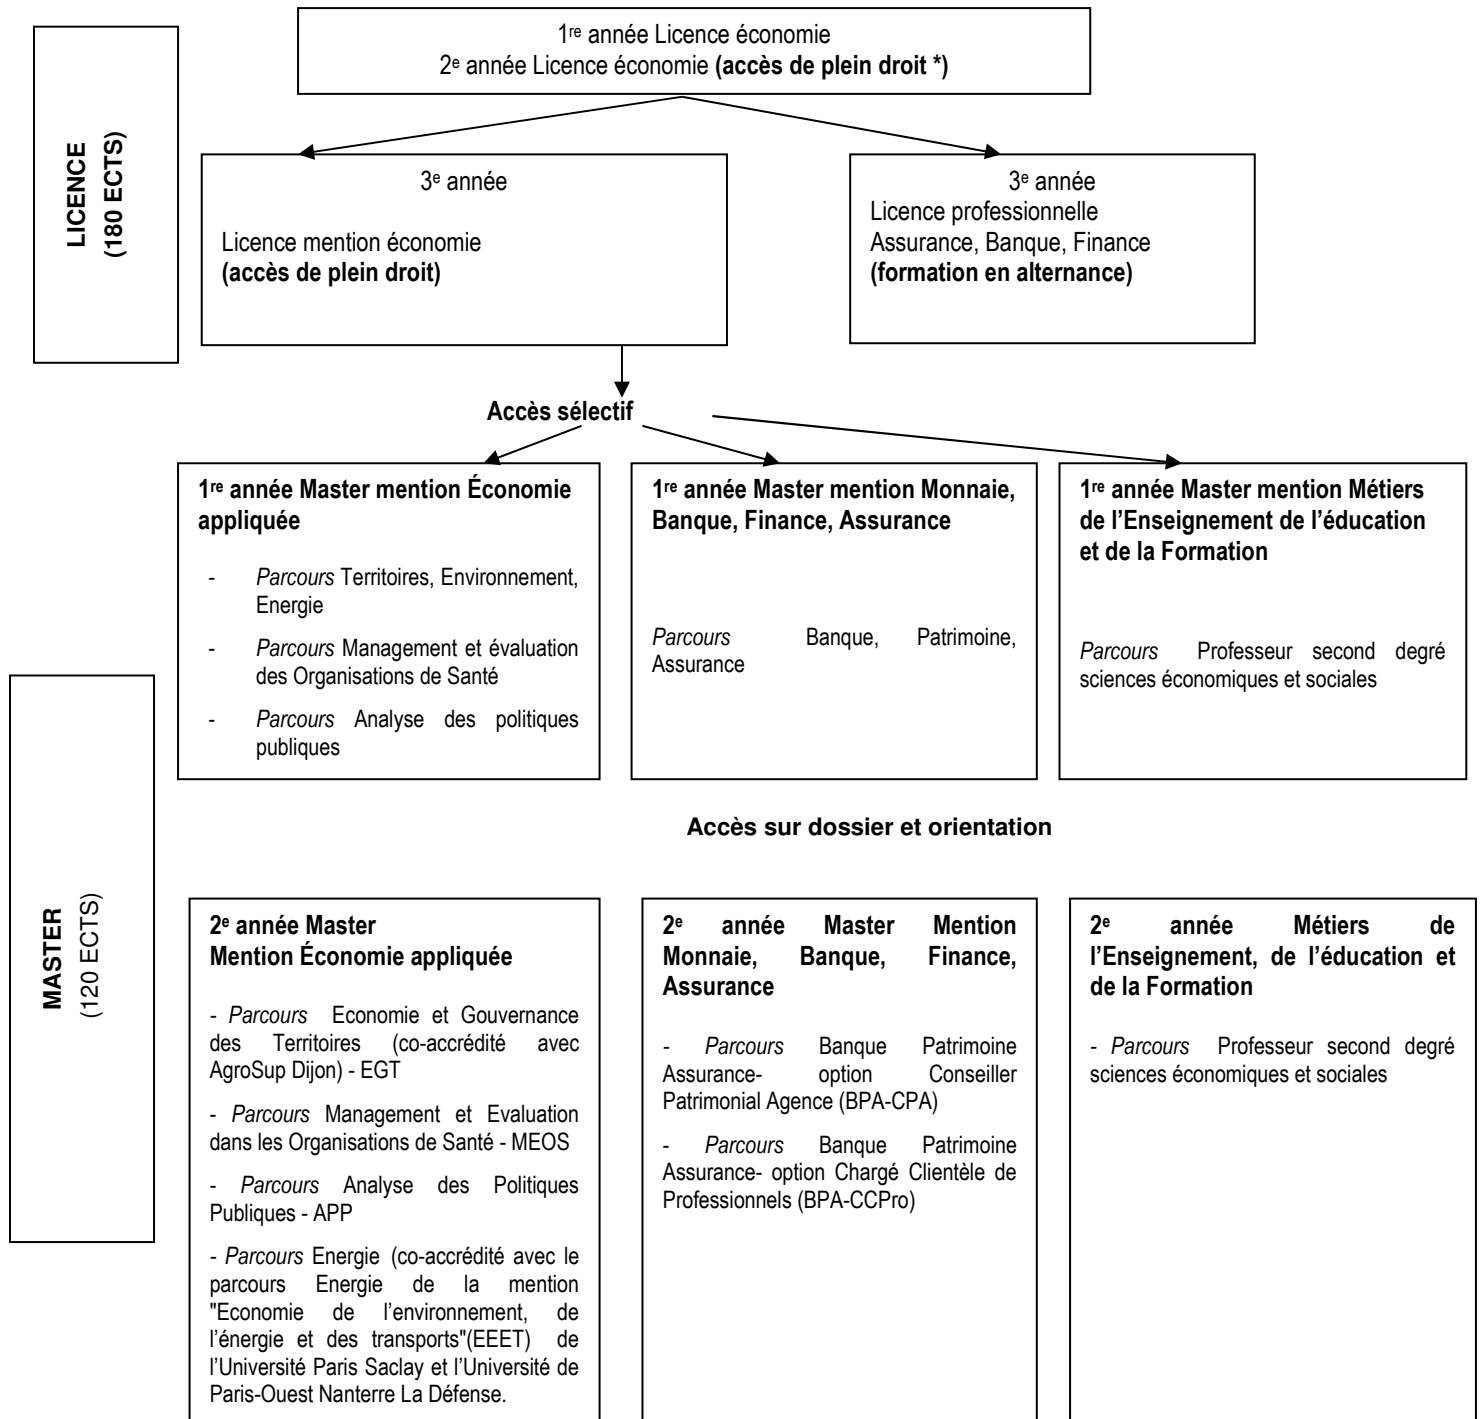 1re année Licence économie
2e année Licence économie (accès de plein droit *)
LICENCE
(180 ECTS)
3e année
Licence mention économie
(accès de plein droit)
3e année
Licence professionnelle
Assurance, Banque, Finance
(formation en alternance)
Accès sélectif
1re année Master mention Économie
appliquée
- Parcours Territoires, Environnement,
Energie
- Parcours Management et évaluation
des Organisations de Santé
- Parcours Analyse des politiques
publiques
1re année Master mention Monnaie,
Banque, Finance, Assurance
Parcours Banque, Patrimoine,
Assurance
1re année Master mention Métiers
de l’Enseignement de l’éducation
et de la Formation
Parcours Professeur second degré
sciences économiques et sociales
Accès sur dossier et orientation
MASTER
(120 ECTS)
2e année Master
Mention Économie appliquée
- Parcours Economie et Gouvernance
des Territoires (co-accrédité avec
AgroSup Dijon) - EGT
- Parcours Management et Evaluation
dans les Organisations de Santé - MEOS
- Parcours Analyse des Politiques
Publiques - APP
- Parcours Energie (co-accrédité avec le
parcours Energie de la mention
"Economie de l’environnement, de
l’énergie et des transports"(EEET) de
l’Université Paris Saclay et l’Université de
Paris-Ouest Nanterre La Défense.
2e année Master Mention
Monnaie, Banque, Finance,
Assurance
- Parcours Banque Patrimoine
Assurance- option Conseiller
Patrimonial Agence (BPA-CPA)
- Parcours Banque Patrimoine
Assurance- option Chargé Clientèle de
Professionnels (BPA-CCPro)
2e année Métiers de
l’Enseignement, de l’éducation et
de la Formation
- Parcours Professeur second degré
sciences économiques et sociales